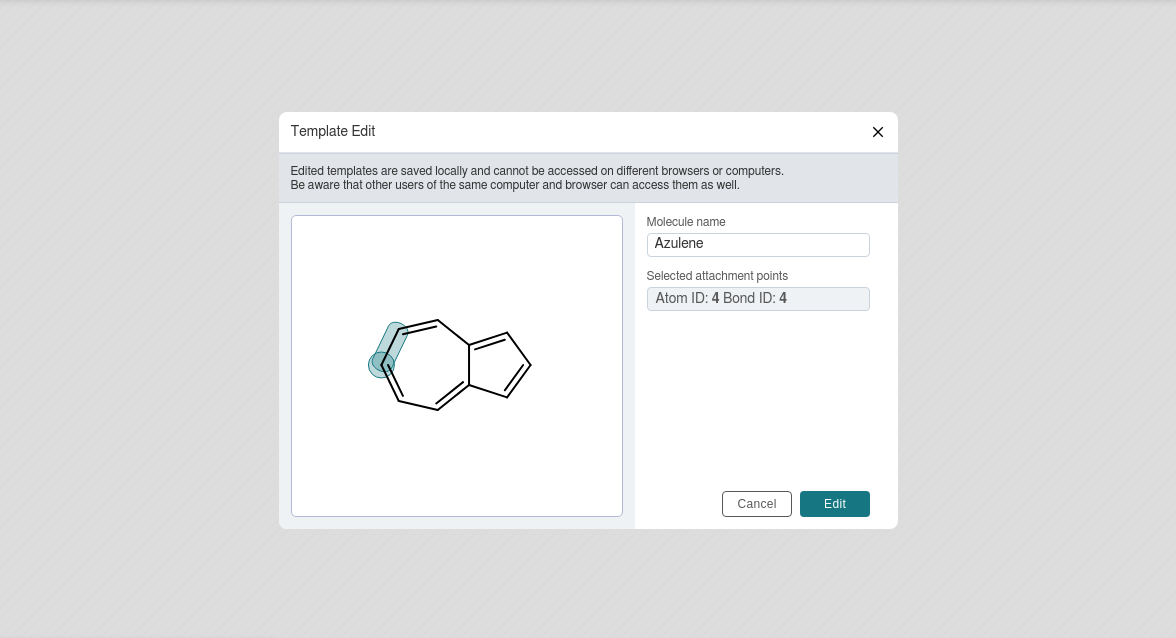 Template Edit
Edited templates are saved locally and cannot be accessed on different browsers or computers.
Be aware that other users of the same computer and browser can access them as well.
Molecule name
Azulene
Selected attachment points
Atom ID: 4 Bond ID: 4
Cancel
Edit